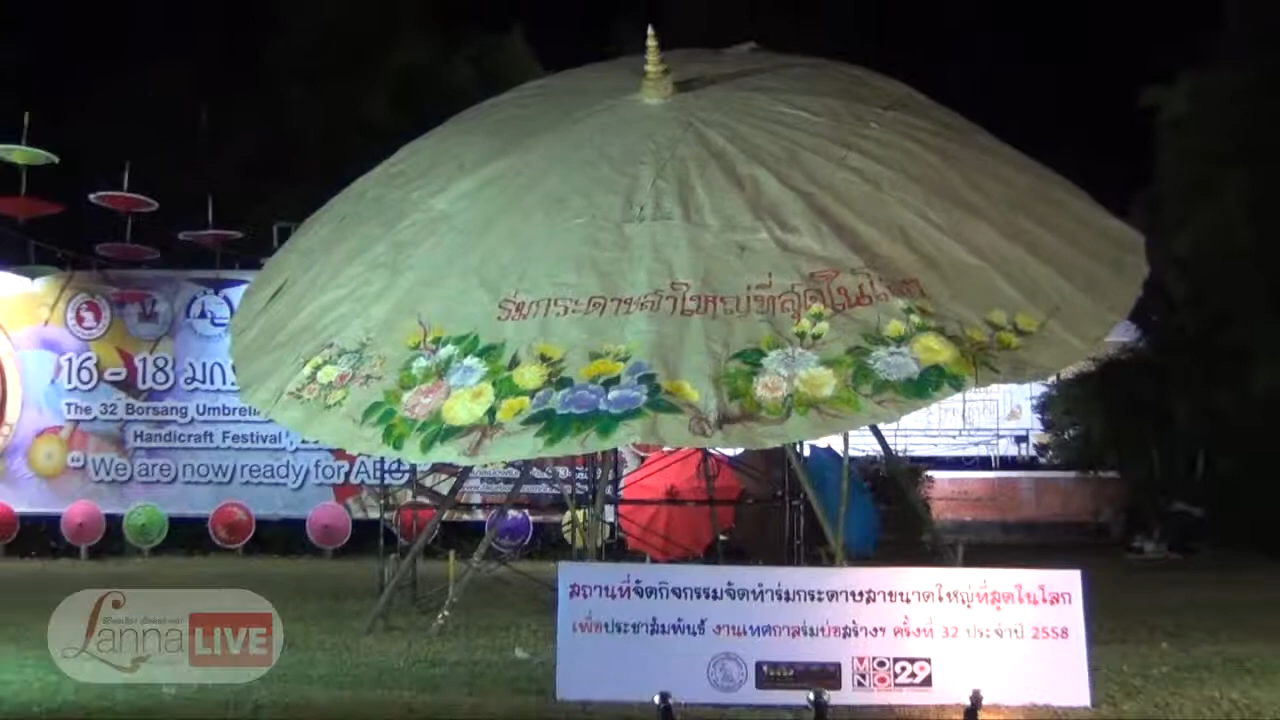 ร่มกระดาษสาใหญ่ที่สุดในโลก
16 - 18 มกร
The 32 Borsang Umbrel
Handicraft Festival, 2
“ We are now ready for AEC ”
สถานที่จัดกิจกรรมจัดทำร่มกระดาษสาขนาดใหญ่ที่สุดในโลก
เพื่อประชาสัมพันธ์ งานเทศกาลร่มบ่อสร้างฯ ครั้งที่ 32 ประจำปี 2558
MONO 29
Lanna LIVE